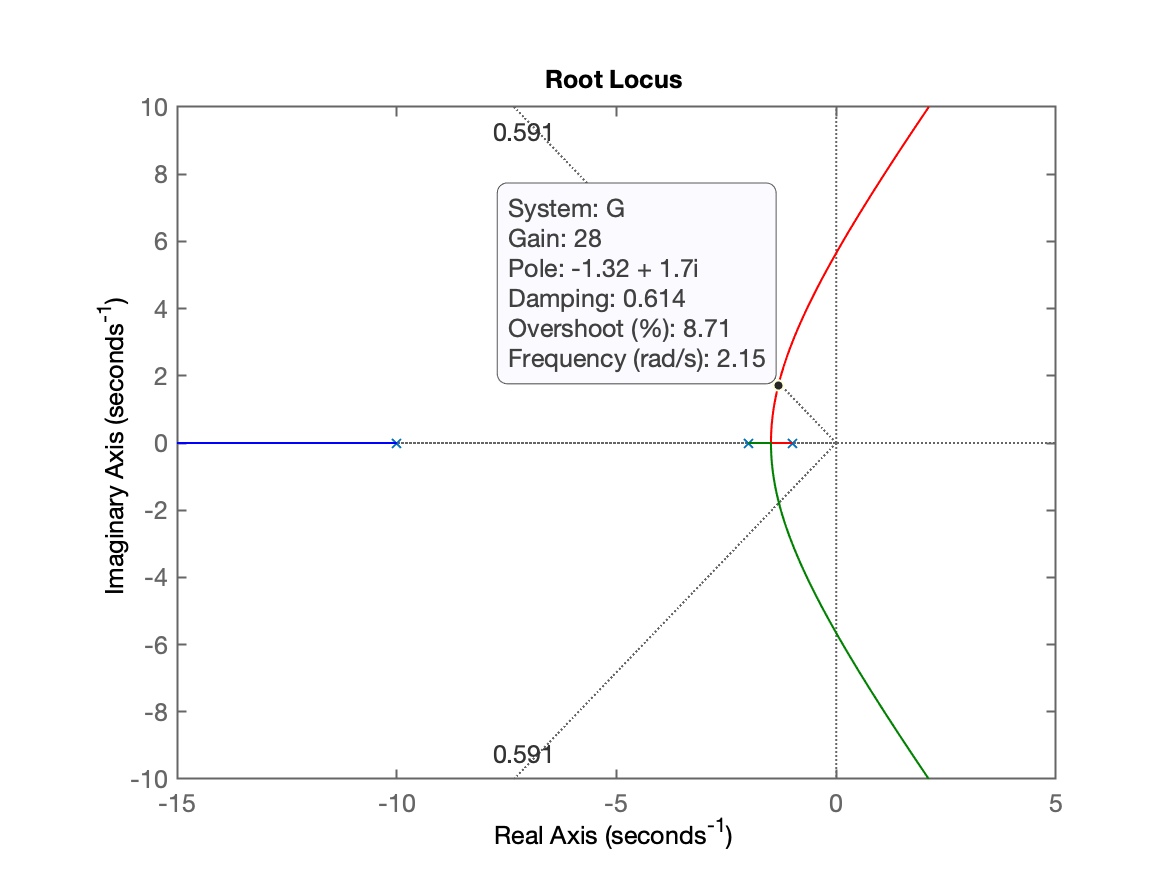 Root Locus
10
8
6
4
2
0
-2
-4
-6
-8
-10
Imaginary Axis (seconds⁻¹)
0.591
System: G
Gain: 28
Pole: -1.32 + 1.7i
Damping: 0.614
Overshoot (%): 8.71
Frequency (rad/s): 2.15
0.591
-15 -10 -5 0 5
Real Axis (seconds⁻¹)